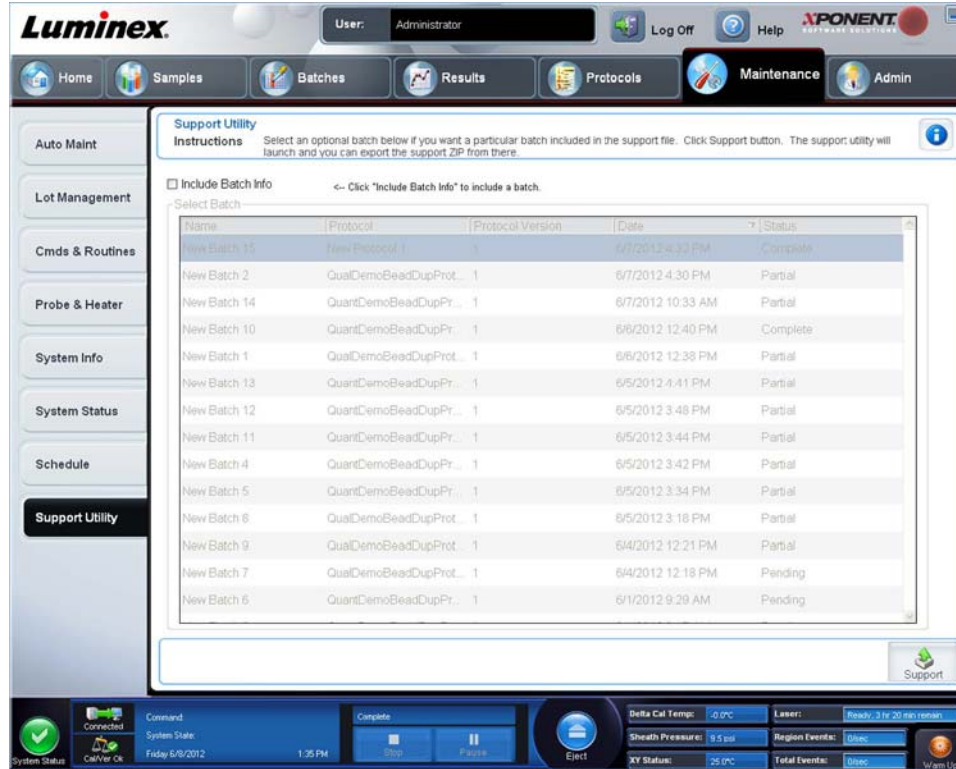 Luminex.
User: Administrator
Log Off
Help
XPONENT.
SOFTWARE SOLUTIONS
Home
Samples
Batches
Results
Protocols
Maintenance
Admin
Auto Maint
Lot Management
Cmds & Routines
Probe & Heater
System Info
System Status
Schedule
Support Utility
Support Utility
Instructions Select an optional batch below if you want a particular batch included in the support file. Click Support button. The support utility will
launch and you can export the support ZIP from there.
Include Batch Info <-- Click "Include Batch Info" to include a batch.
Select Batch
Name Protocol Protocol Version Date Status
New Batch 15 New Protocol 1 1 6/7/2012 4:32 PM Complete
New Batch 2 QualDemoBeadDupProt... 1 6/7/2012 4:30 PM Partial
New Batch 14 QuantDemoBeadDupPr... 1 6/7/2012 10:33 AM Partial
New Batch 10 QuantDemoBeadDupPr... 1 6/6/2012 12:40 PM Complete
New Batch 1 QualDemoBeadDupProt... 1 6/6/2012 12:38 PM Partial
New Batch 13 QuantDemoBeadDupPr... 1 6/5/2012 4:41 PM Partial
New Batch 12 QualDemoBeadDupProt... 1 6/5/2012 3:48 PM Partial
New Batch 11 QuantDemoBeadDupPr... 1 6/5/2012 3:44 PM Partial
New Batch 4 QuantDemoBeadDupPr... 1 6/5/2012 3:42 PM Partial
New Batch 5 QuantDemoBeadDupPr... 1 6/5/2012 3:34 PM Partial
New Batch 8 QualDemoBeadDupProt... 1 6/5/2012 3:18 PM Partial
New Batch 9 QualDemoBeadDupProt... 1 6/4/2012 12:21 PM Partial
New Batch 7 QualDemoBeadDupProt... 1 6/4/2012 12:18 PM Pending
New Batch 6 QuantDemoBeadDupPr... 1 6/1/2012 9:29 AM Pending
Support
System Status
Connected
Cal/Ver Ok
Command:
System State:
Friday 6/8/2012 1:35 PM
Complete
Stop
Pause
Eject
Delta Cal Temp: -0.0°C
Sheath Pressure: 9.5 psi
XY Status: 25.0°C
Laser: Ready, 3 hr 20 min remain
Region Events: 0/sec
Total Events: 0/sec
Warm Up